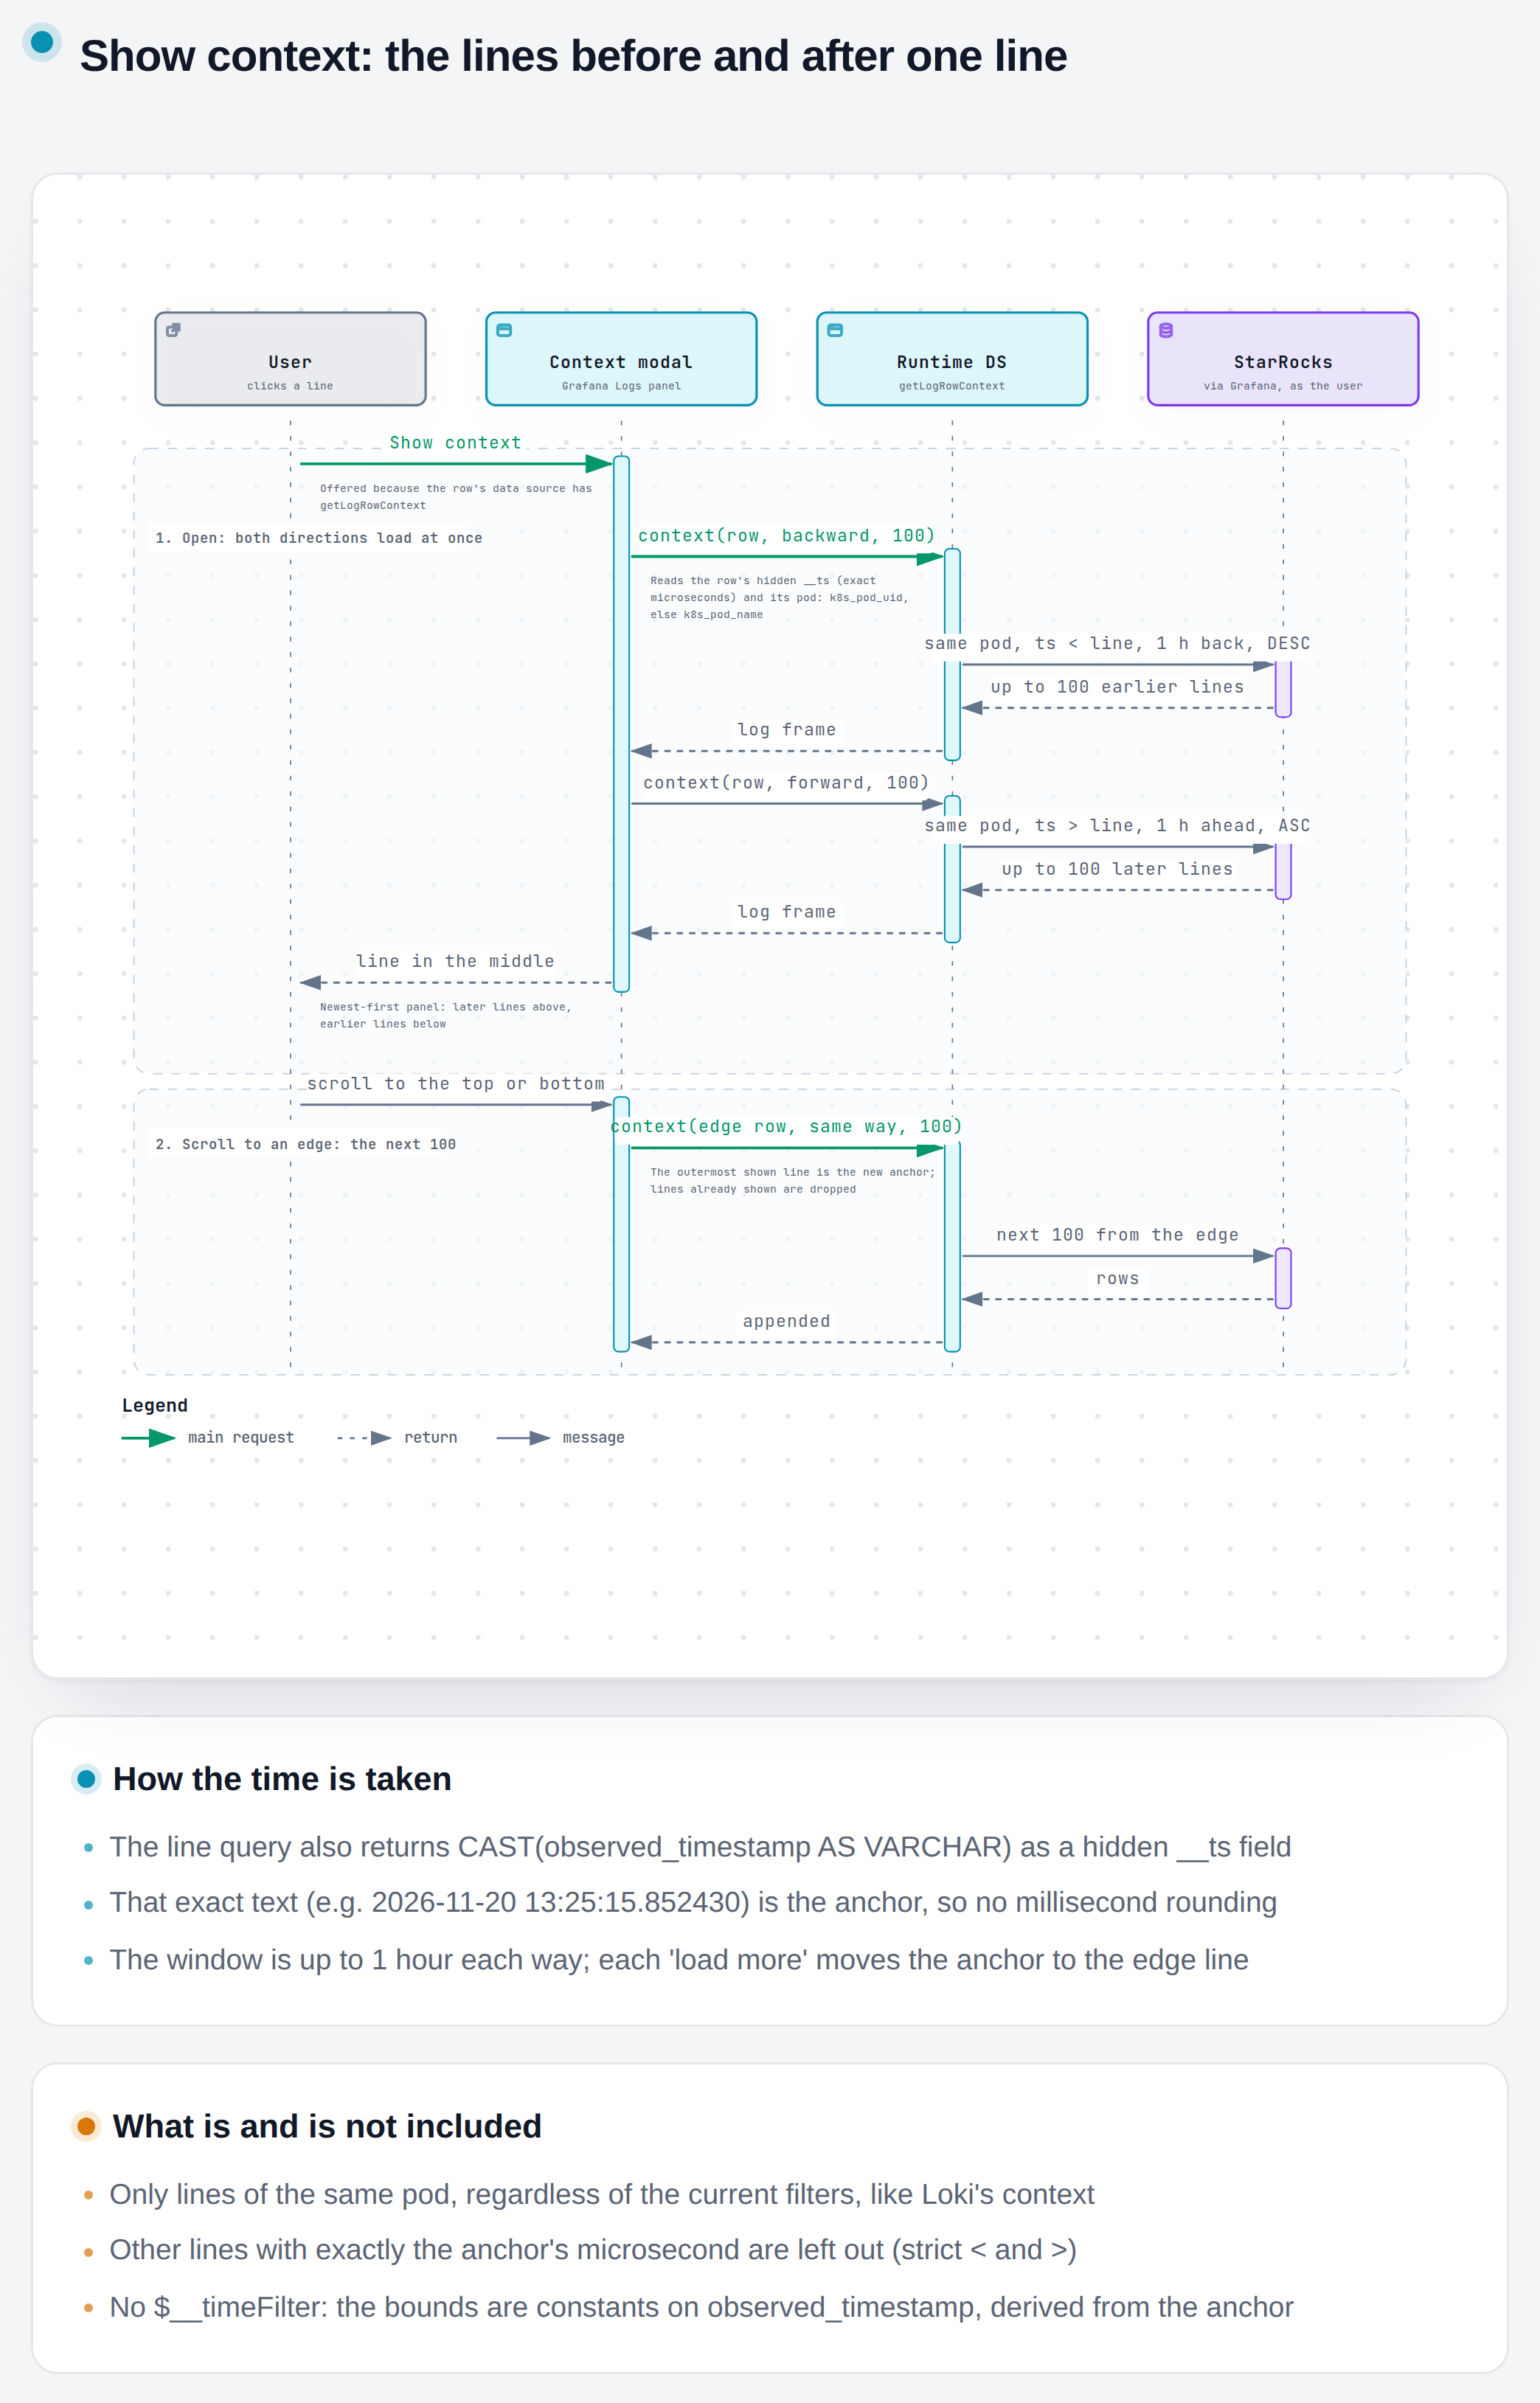 Show context: the lines before and after one line
User
clicks a line
Context modal
Grafana Logs panel
Runtime DS
getLogRowContext
StarRocks
via Grafana, as the user
Show context
Offered because the row's data source has
getLogRowContext
1. Open: both directions load at once
context(row, backward, 100)
Reads the row's hidden __ts (exact
microseconds) and its pod: k8s_pod_uid,
else k8s_pod_name
same pod, ts < line, 1 h back, DESC
up to 100 earlier lines
log frame
context(row, forward, 100)
same pod, ts > line, 1 h ahead, ASC
up to 100 later lines
log frame
line in the middle
Newest-first panel: later lines above,
earlier lines below
scroll to the top or bottom
context(edge row, same way, 100)
2. Scroll to an edge: the next 100
The outermost shown line is the new anchor;
lines already shown are dropped
next 100 from the edge
rows
appended
Legend
main request
return
message
How the time is taken
The line query also returns CAST(observed_timestamp AS VARCHAR) as a hidden __ts field
That exact text (e.g. 2026-11-20 13:25:15.852430) is the anchor, so no millisecond rounding
The window is up to 1 hour each way; each 'load more' moves the anchor to the edge line
What is and is not included
Only lines of the same pod, regardless of the current filters, like Loki's context
Other lines with exactly the anchor's microsecond are left out (strict < and >)
No $__timeFilter: the bounds are constants on observed_timestamp, derived from the anchor